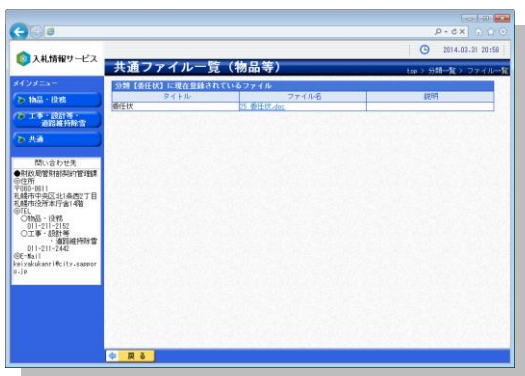 2014.03.31 20:58
入札情報サービス
共通ファイル一覧（物品等）
top > 分類一覧 > ファイル一覧
メインメニュー
物品・役務
工事・設計等・
道路維持除雪
共通
分類【委任状】に現在登録されているファイル
タイトル ファイル名 説明
委任状 25_委任状.doc
問い合わせ先
●財政局管財部契約管理課
◎住所
〒060-8611
札幌市中央区北1条西2丁目
札幌市役所本庁舎14階
◎TEL
○物品・役務
011-211-2152
○工事・設計等
・道路維持除雪
011-211-2442
◎E-Mail
keiyakukanri@city.sappor
o.jp
戻る